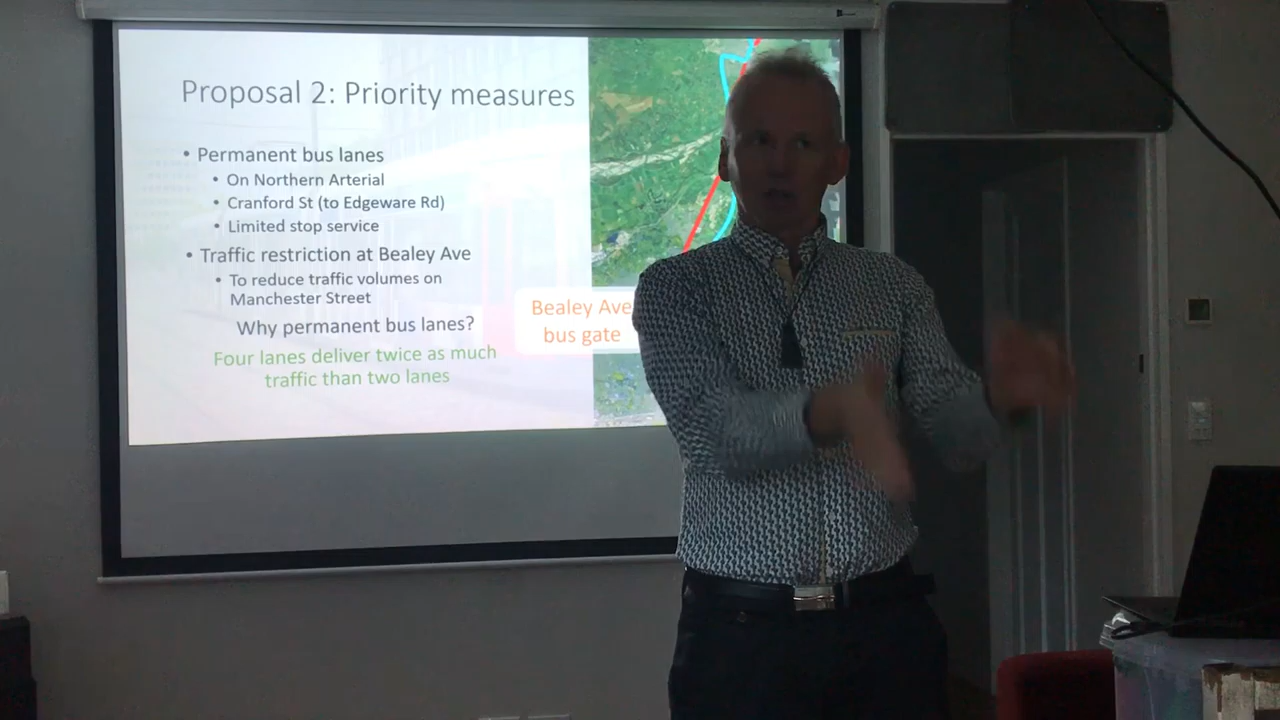 Proposal 2: Priority measures
• Permanent bus lanes
• On Northern Arterial
• Cranford St (to Edgeware Rd)
• Limited stop service
• Traffic restriction at Bealey Ave
• To reduce traffic volumes on
Manchester Street
Why permanent bus lanes?
Four lanes deliver twice as much
traffic than two lanes
Bealey Ave
bus gate